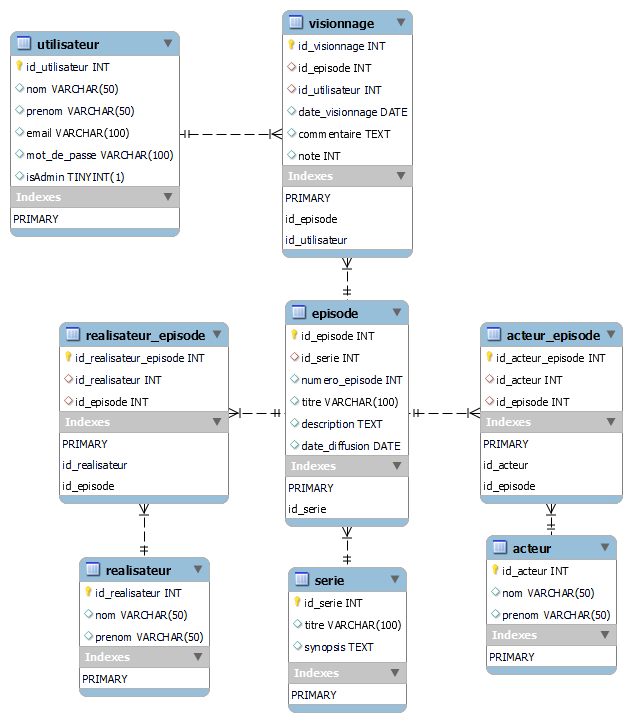 utilisateur
id_utilisateur INT
nom VARCHAR(50)
prenom VARCHAR(50)
email VARCHAR(100)
mot_de_passe VARCHAR(100)
isAdmin TINYINT(1)
Indexes
PRIMARY
visionnage
id_visionnage INT
id_episode INT
id_utilisateur INT
date_visionnage DATE
commentaire TEXT
note INT
Indexes
PRIMARY
id_episode
id_utilisateur
realisateur_episode
id_realisateur_episode INT
id_realisateur INT
id_episode INT
Indexes
PRIMARY
id_realisateur
id_episode
episode
id_episode INT
id_serie INT
numero_episode INT
titre VARCHAR(100)
description TEXT
date_diffusion DATE
Indexes
PRIMARY
id_serie
acteur_episode
id_acteur_episode INT
id_acteur INT
id_episode INT
Indexes
PRIMARY
id_acteur
id_episode
realisateur
id_realisateur INT
nom VARCHAR(50)
prenom VARCHAR(50)
Indexes
PRIMARY
serie
id_serie INT
titre VARCHAR(100)
synopsis TEXT
Indexes
PRIMARY
acteur
id_acteur INT
nom VARCHAR(50)
prenom VARCHAR(50)
Indexes
PRIMARY